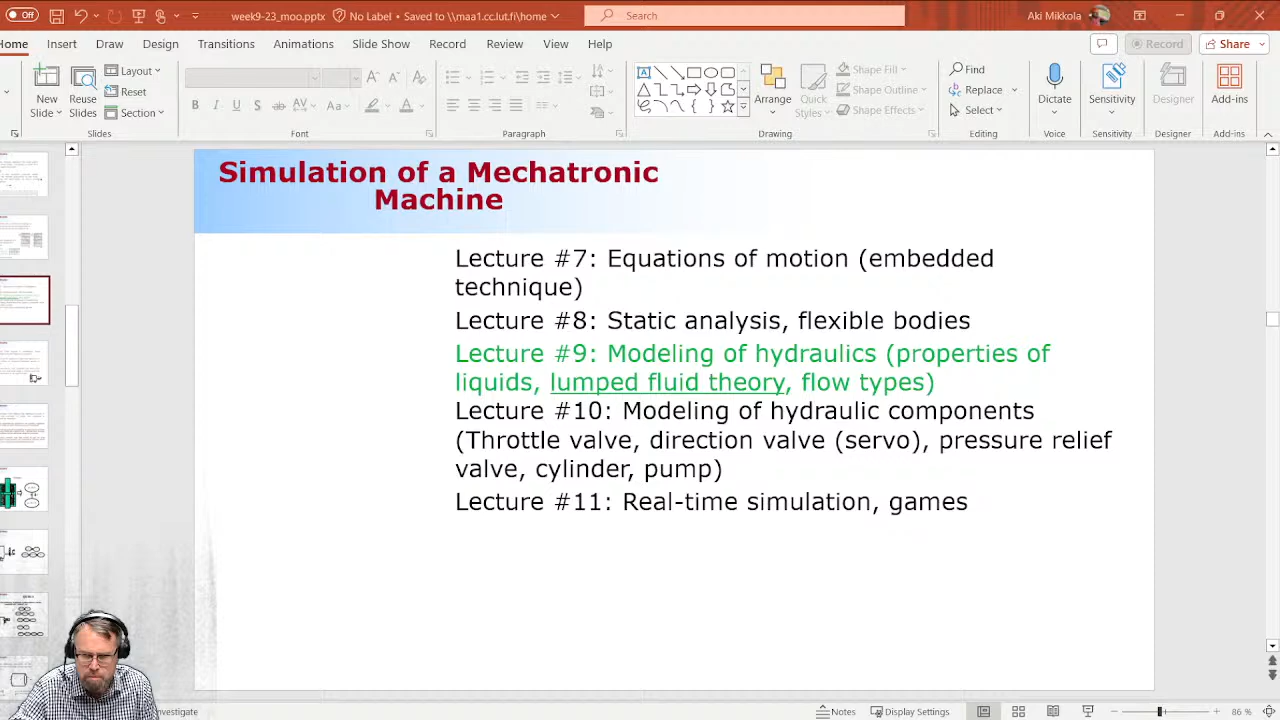 Off
week9-23_moo.pptx
No Label
• Saved to \\maa1.cc.lut.fi\home
Search
Aki Mikkola
Home
Insert
Draw
Design
Transitions
Animations
Slide Show
Record
Review
View
Help
Record
Share
New
Slide
Reuse
Slides
Layout
Reset
Section
Slides
Font
Paragraph
Arrange
Quick
Styles
Shape Fill
Shape Outline
Shape Effects
Drawing
Find
Replace
Select
Editing
Dictate
Voice
Sensitivity
Sensitivity
Designer
Designer
Add-ins
Add-ins
Simulation of a Mechatronic
Machine
Lecture #7: Equations of motion (embedded
technique)
Lecture #8: Static analysis, flexible bodies
Lecture #9: Modeling of hydraulics (properties of
liquids, lumped fluid theory, flow types)
Lecture #10: Modeling of hydraulic components
(Throttle valve, direction valve (servo), pressure relief
valve, cylinder, pump)
Lecture #11: Real-time simulation, games
nvestigate
Notes
Display Settings
86 %